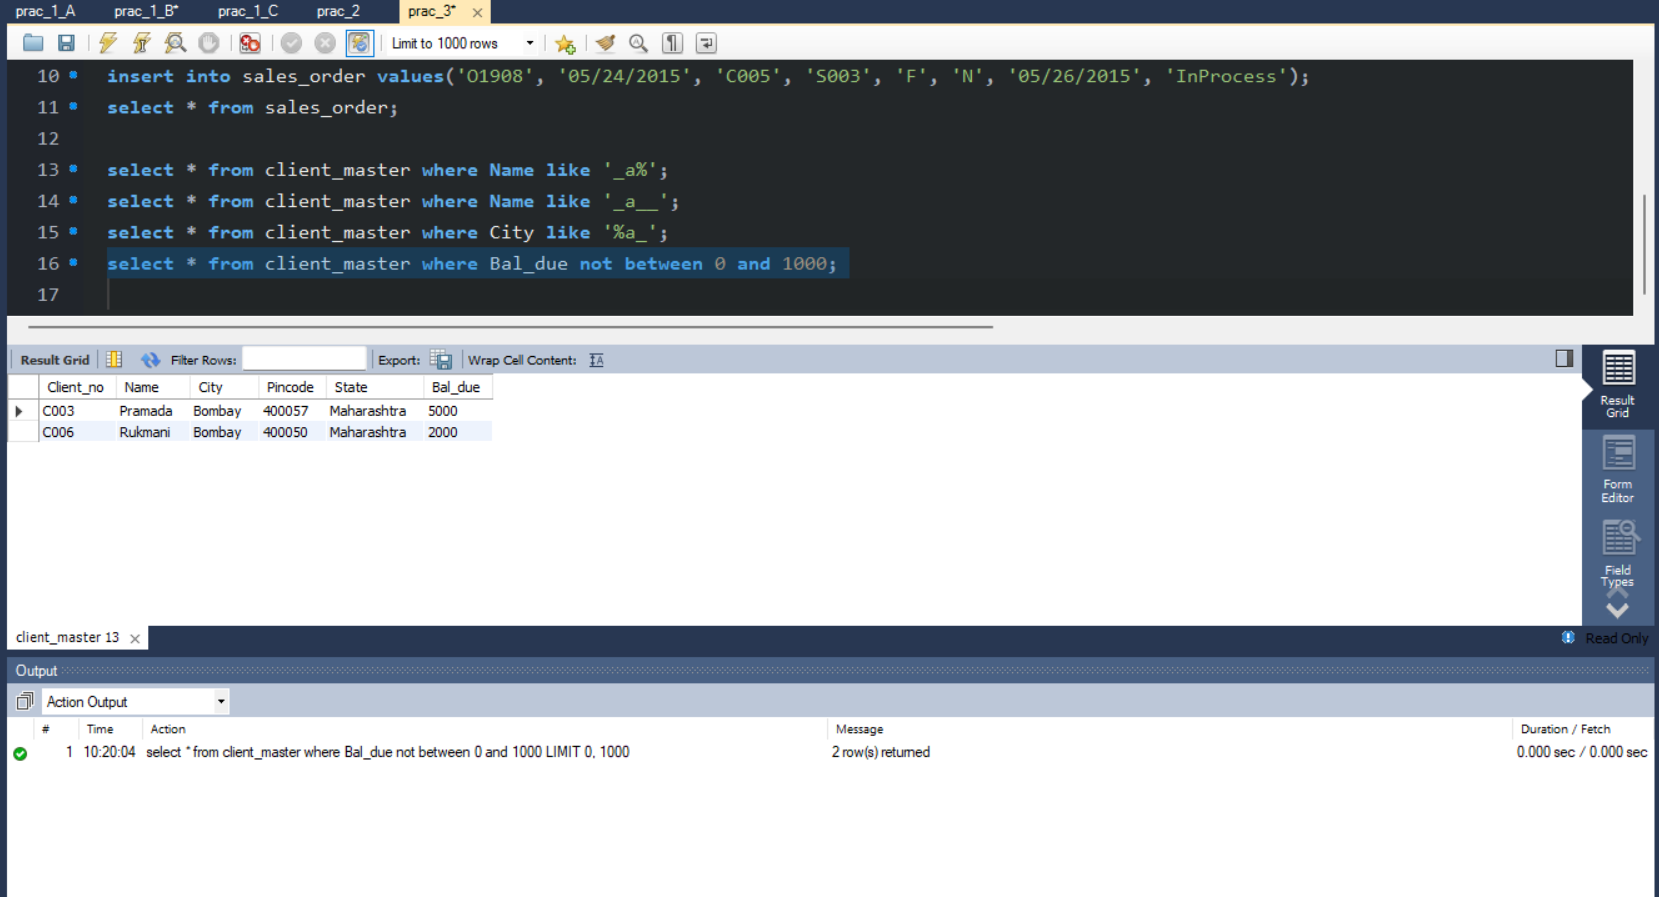 prac_1_A prac_1_B* prac_1_C prac_2 prac_3*
Limit to 1000 rows
10 insert into sales_order values('O1908', '05/24/2015', 'C005', 'S003', 'F', 'N', '05/26/2015', 'InProcess');
11 select * from sales_order;
12
13 select * from client_master where Name like '_a%';
14 select * from client_master where Name like '_a__';
15 select * from client_master where City like '%a_';
16 select * from client_master where Bal_due not between 0 and 1000;
17
Result Grid Filter Rows: Export: Wrap Cell Content:
Client_no Name City Pincode State Bal_due
C003 Pramada Bombay 400057 Maharashtra 5000
C006 Rukmani Bombay 400050 Maharashtra 2000
Result
Grid
Form
Editor
Field
Types
client_master 13 Read Only
Output
Action Output
# Time Action Message Duration / Fetch
1 10:20:04 select * from client_master where Bal_due not between 0 and 1000 LIMIT 0, 1000 2 row(s) returned 0.000 sec / 0.000 sec